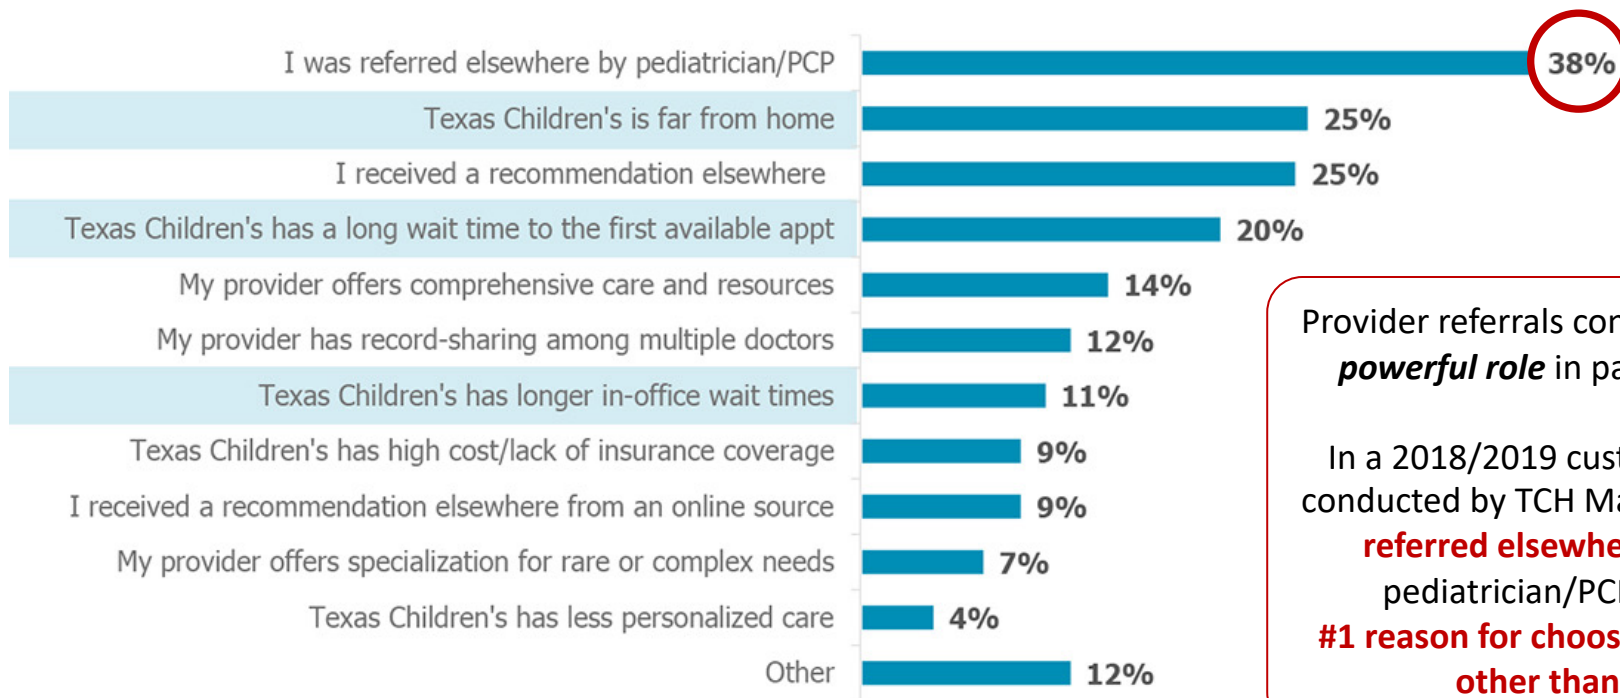 I was referred elsewhere by pediatrician/PCP 38%
Texas Children's is far from home 25%
I received a recommendation elsewhere 25%
Texas Children's has a long wait time to the first available appt 20%
My provider offers comprehensive care and resources 14%
My provider has record-sharing among multiple doctors 12%
Texas Children's has longer in-office wait times 11%
Texas Children's has high cost/lack of insurance coverage 9%
I received a recommendation elsewhere from an online source 9%
My provider offers specialization for rare or complex needs 7%
Texas Children's has less personalized care 4%
Other 12%
Provider referrals
powerful role in
In a 2018/2019
conducted by TCH
referred
pediatrician/PCP
#1 reason for
other than